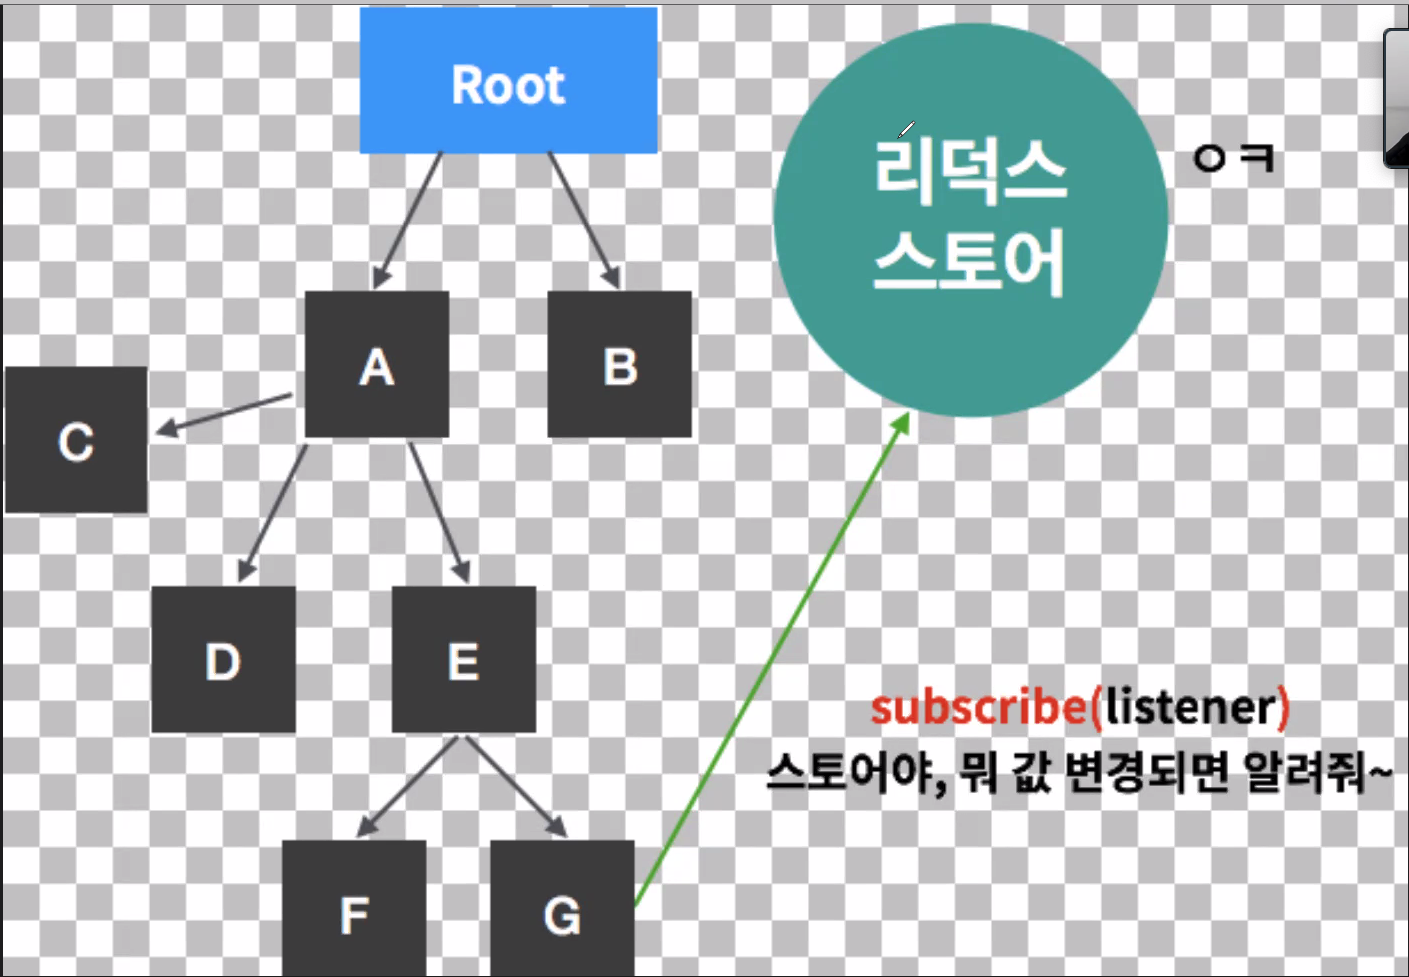 Root
리덕스
스토어
ㅇㅋ
A
B
C
D
E
subscribe(listener)
스토어야, 뭐 값 변경되면 알려줘~
F
G